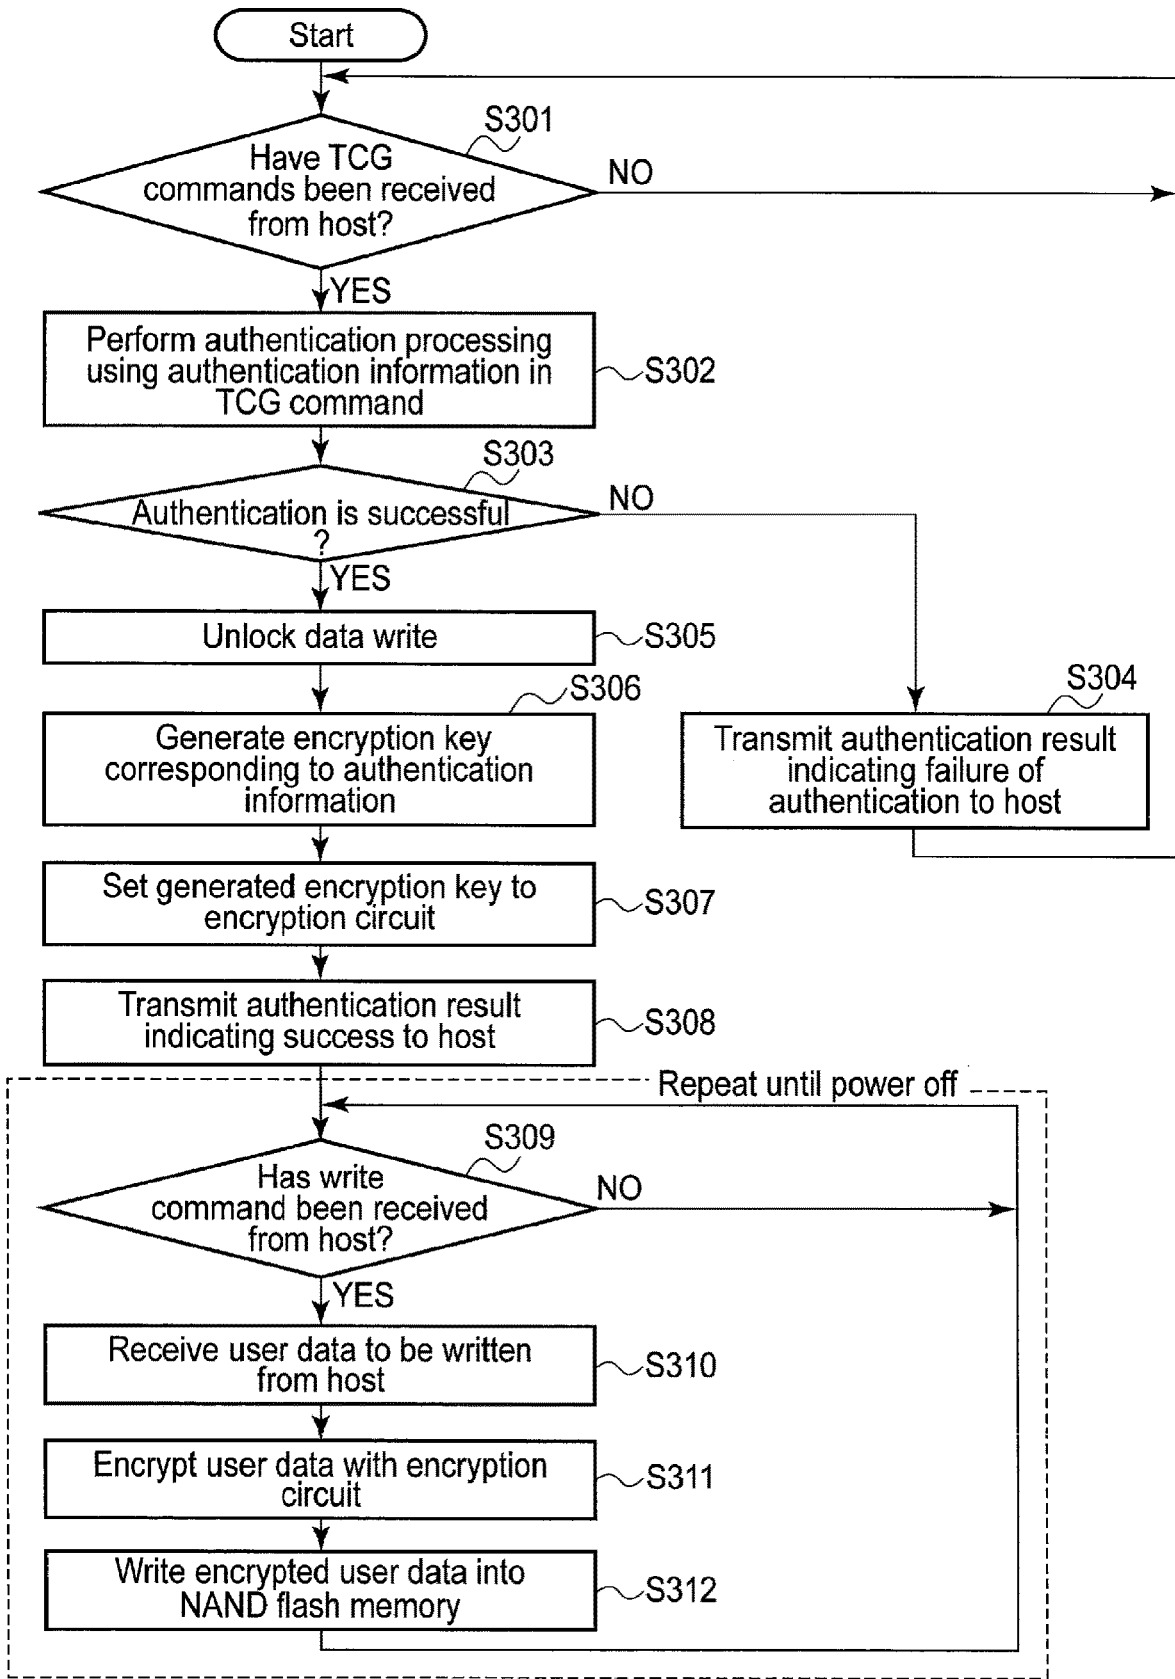 Start
S301
Have TCG
commands been received
from host?
NO
YES
Perform authentication processing
using authentication information in
TCG command
S302
S303
Authentication is successful
?
NO
YES
Unlock data write
S305
S306
Generate encryption key
corresponding to authentication
information
S304
Transmit authentication result
indicating failure of
authentication to host
Set generated encryption key to
encryption circuit
S307
Transmit authentication result
indicating success to host
S308
Repeat until power off
S309
Has write
command been received
from host?
NO
YES
Receive user data to be written
from host
S310
Encrypt user data with encryption
circuit
S311
Write encrypted user data into
NAND flash memory
S312